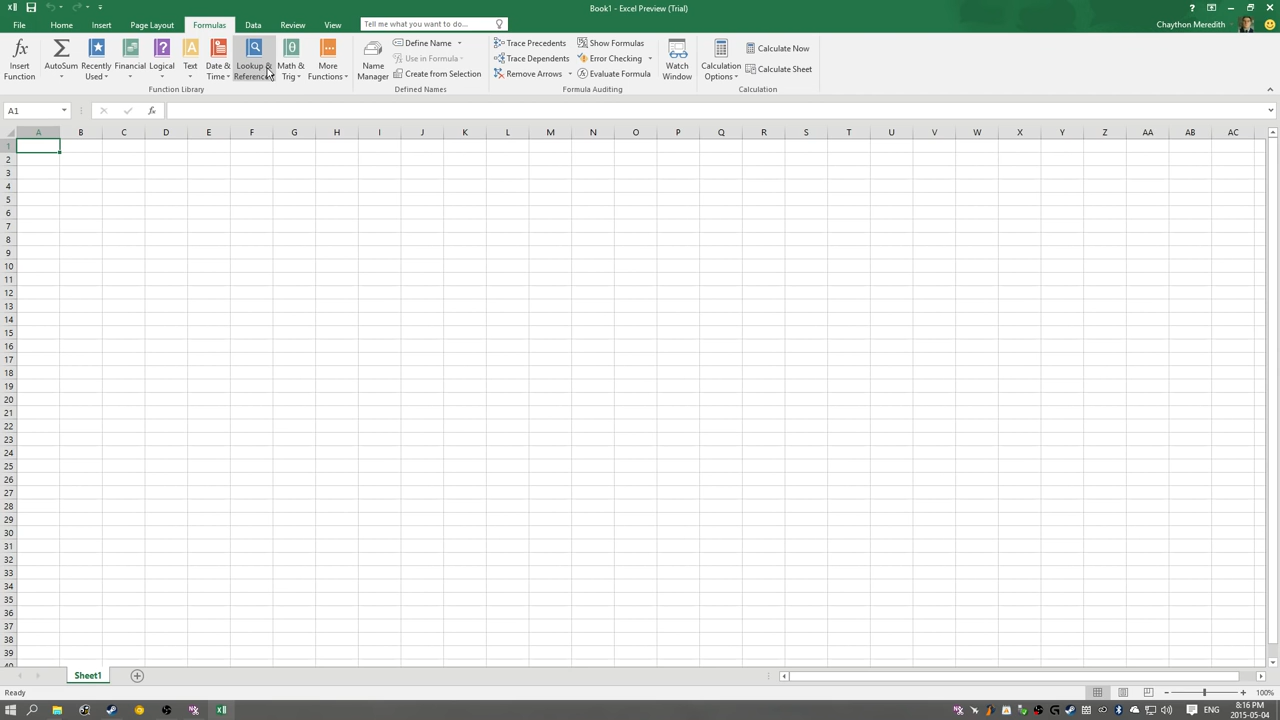 Book1 - Excel Preview (Trial)
File Home Insert Page Layout Formulas Data Review View Tell me what you want to do... Chaython Meredith
fx AutoSum Recently Financial Logical Text Date & Lookup & Math & More
Insert Function
Used Time Reference Trig Functions
Function Library
Name Manager
Define Name
Use in Formula
Create from Selection
Defined Names
Trace Precedents Show Formulas
Trace Dependents Error Checking
Remove Arrows Evaluate Formula
Formula Auditing
Watch Window
Calculation Options
Calculate Now
Calculate Sheet
Calculation
A1 fx
A B C D E F G H I J K L M N O P Q R S T U V W X Y Z AA AB AC
1
2
3
4
5
6
7
8
9
10
11
12
13
14
15
16
17
18
19
20
21
22
23
24
25
26
27
28
29
30
31
32
33
34
35
36
37
38
39
40
Sheet1
Ready 100%
ENG 8:16 PM
2015-05-04